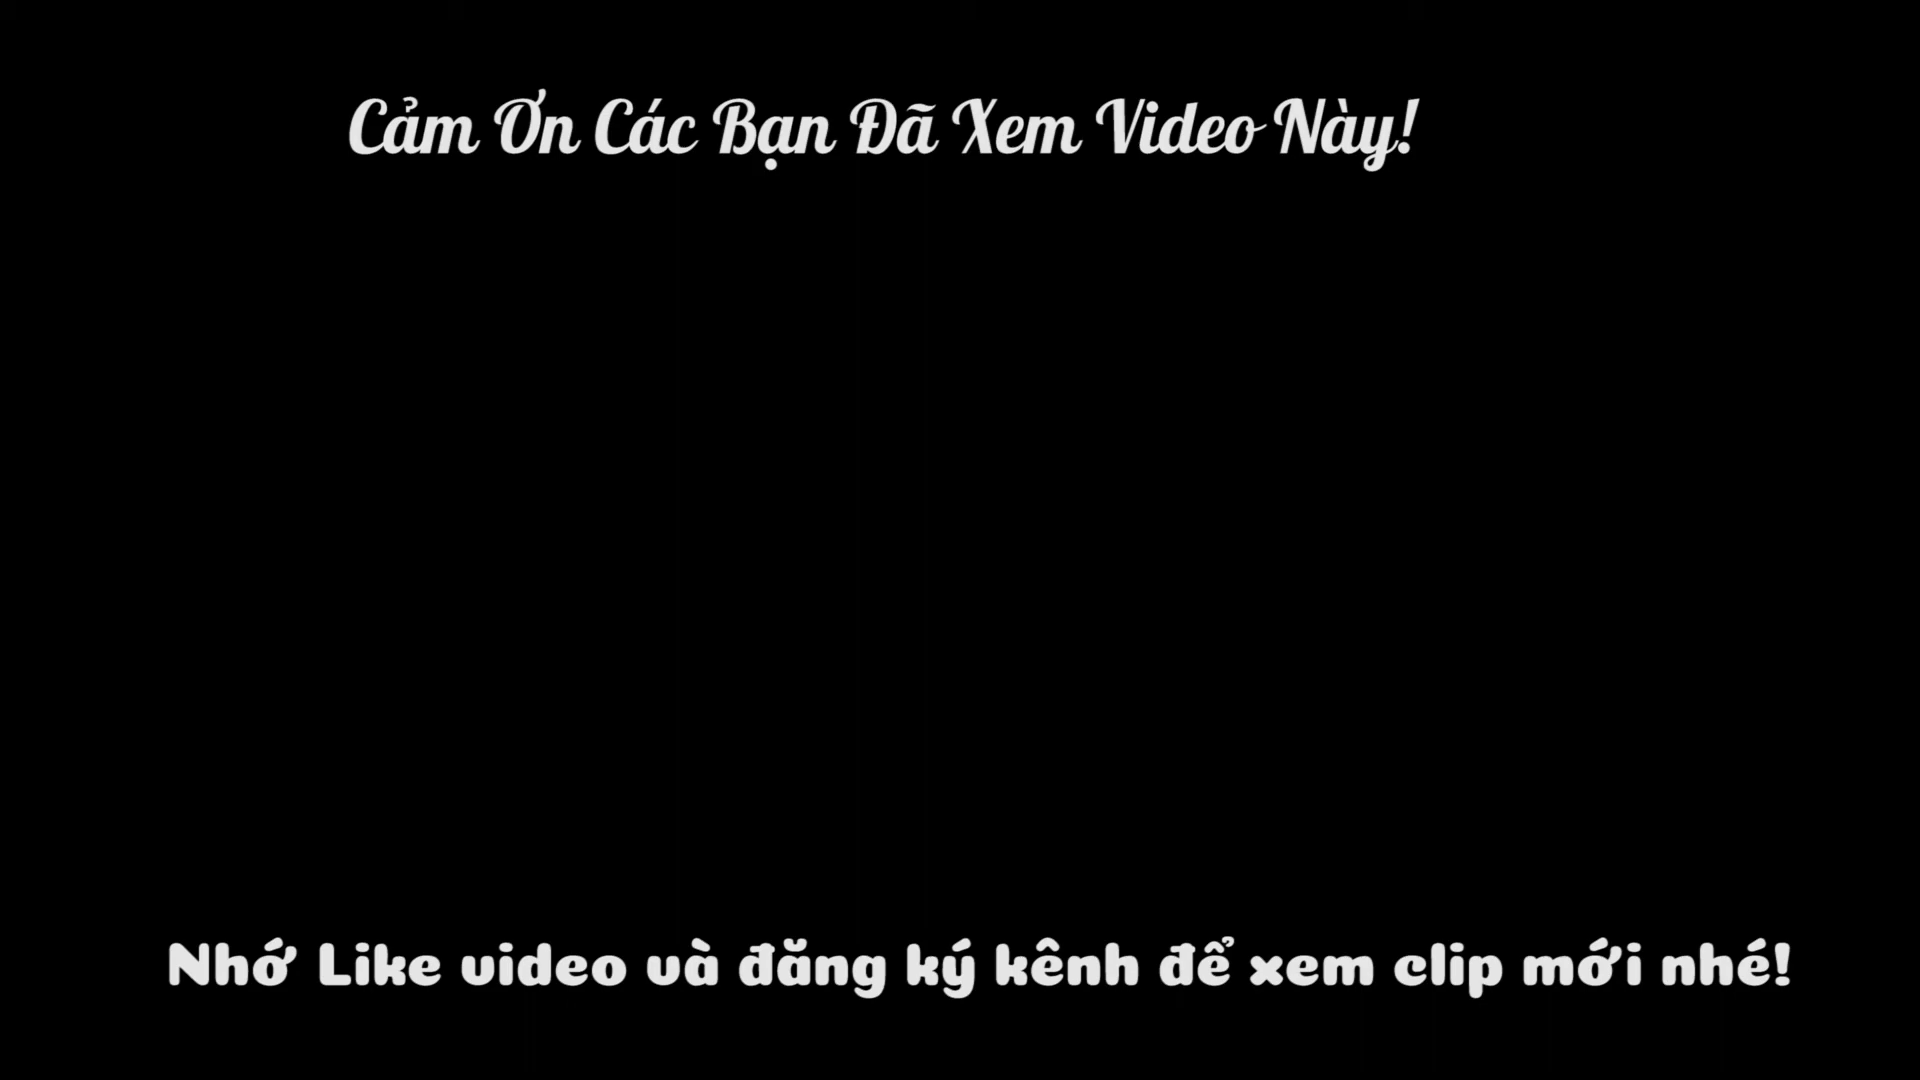 Cảm Ơn Các Bạn Đã Xem Video Này!
Nhớ Like video và đăng ký kênh để xem clip mới nhé!